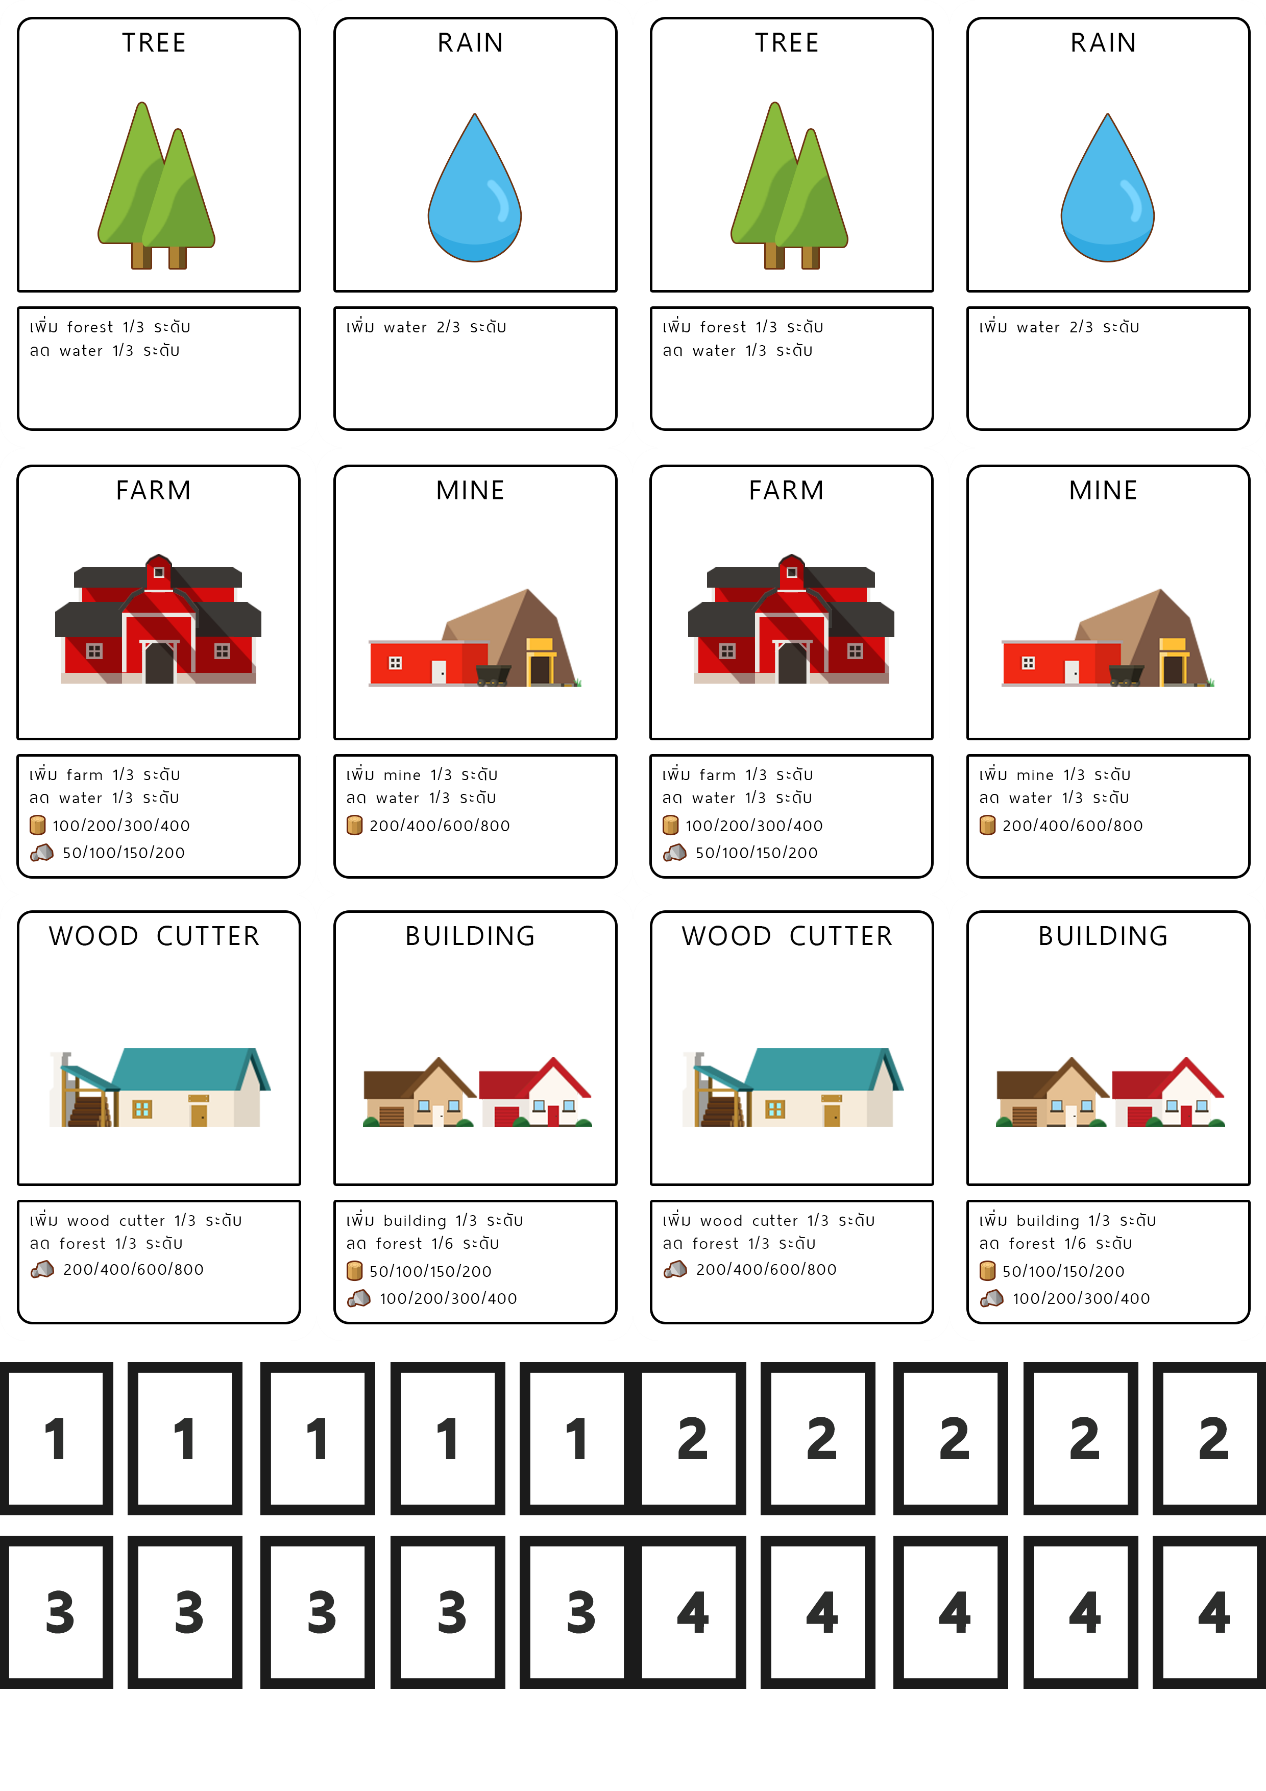 TREE
RAIN
TREE
RAIN
เพิ่ม forest 1/3 ระดับ
ลด water 1/3 ระดับ
เพิ่ม water 2/3 ระดับ
เพิ่ม forest 1/3 ระดับ
ลด water 1/3 ระดับ
เพิ่ม water 2/3 ระดับ
FARM
MINE
FARM
MINE
เพิ่ม farm 1/3 ระดับ
ลด water 1/3 ระดับ
100/200/300/400
50/100/150/200
เพิ่ม mine 1/3 ระดับ
ลด water 1/3 ระดับ
200/400/600/800
เพิ่ม farm 1/3 ระดับ
ลด water 1/3 ระดับ
100/200/300/400
50/100/150/200
เพิ่ม mine 1/3 ระดับ
ลด water 1/3 ระดับ
200/400/600/800
WOOD CUTTER
BUILDING
WOOD CUTTER
BUILDING
เพิ่ม wood cutter 1/3 ระดับ
ลด forest 1/3 ระดับ
200/400/600/800
เพิ่ม building 1/3 ระดับ
ลด forest 1/6 ระดับ
50/100/150/200
100/200/300/400
เพิ่ม wood cutter 1/3 ระดับ
ลด forest 1/3 ระดับ
200/400/600/800
เพิ่ม building 1/3 ระดับ
ลด forest 1/6 ระดับ
50/100/150/200
100/200/300/400
1 1 1 1 1 2 2 2 2 2
3 3 3 3 3 4 4 4 4 4